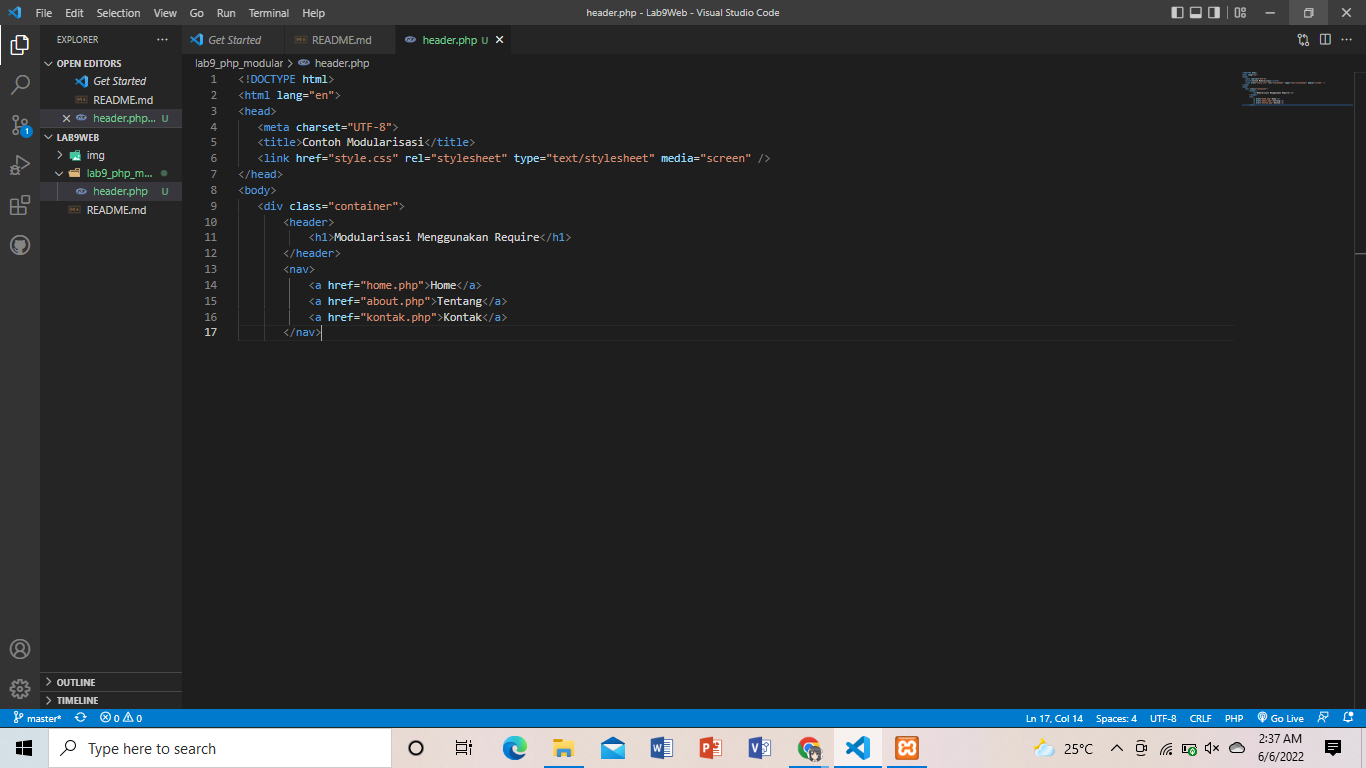 File Edit Selection View Go Run Terminal Help
header.php - Lab9Web - Visual Studio Code
EXPLORER
OPEN EDITORS
Get Started
README.md
header.php... U
LAB9WEB
img
lab9_php_m...
header.php U
README.md
OUTLINE
TIMELINE
Get Started README.md header.php U
lab9_php_modular > header.php
1 <!DOCTYPE html>
2 <html lang="en">
3 <head>
4 <meta charset="UTF-8">
5 <title>Contoh Modularisasi</title>
6 <link href="style.css" rel="stylesheet" type="text/stylesheet" media="screen" />
7 </head>
8 <body>
9 <div class="container">
10 <header>
11 <h1>Modularisasi Menggunakan Require</h1>
12 </header>
13 <nav>
14 <a href="home.php">Home</a>
15 <a href="about.php">Tentang</a>
16 <a href="kontak.php">Kontak</a>
17 </nav>
1
master* 0 0 Ln 17, Col 14 Spaces: 4 UTF-8 CRLF PHP Go Live
Type here to search
25°C
2:37 AM
6/6/2022